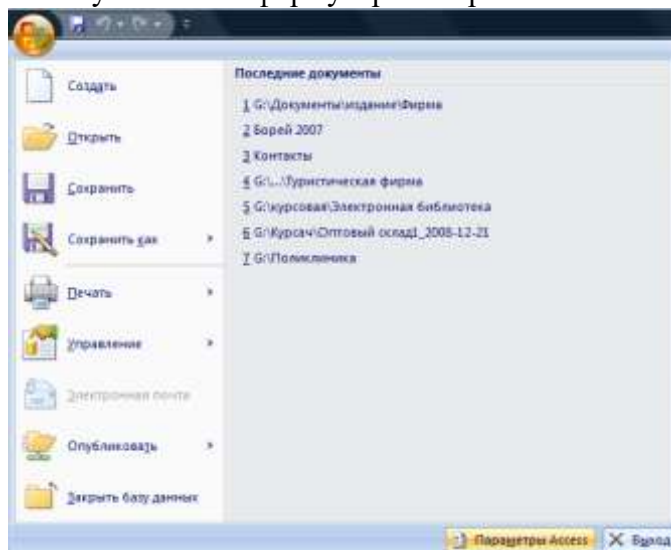 Создать
Открыть
Сохранить
Сохранить как
Печать
Управление
Электронная почта
Опубликовать
Закрыть базу данных
Последние документы
1 G:\Документы\издание\Фирма
2 Борей 2007
3 Контакты
4 G:\...\Туристическая фирма
5 G:\курсовая\Электронная библиотека
6 G:\Курсач\Оптовый склад1_2008-12-21
7 G:\Поликлиника
Параметры Access
Выход